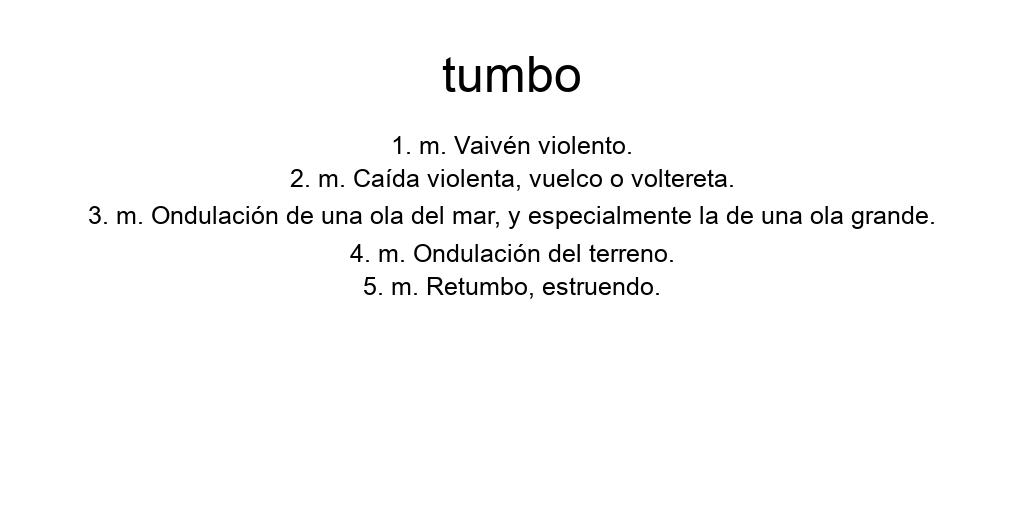 tumbo
1. m. Vaivén violento.
2. m. Caída violenta, vuelco o voltereta.
3. m. Ondulación de una ola del mar, y especialmente la de una ola grande.
4. m. Ondulación del terreno.
5. m. Retumbo, estruendo.